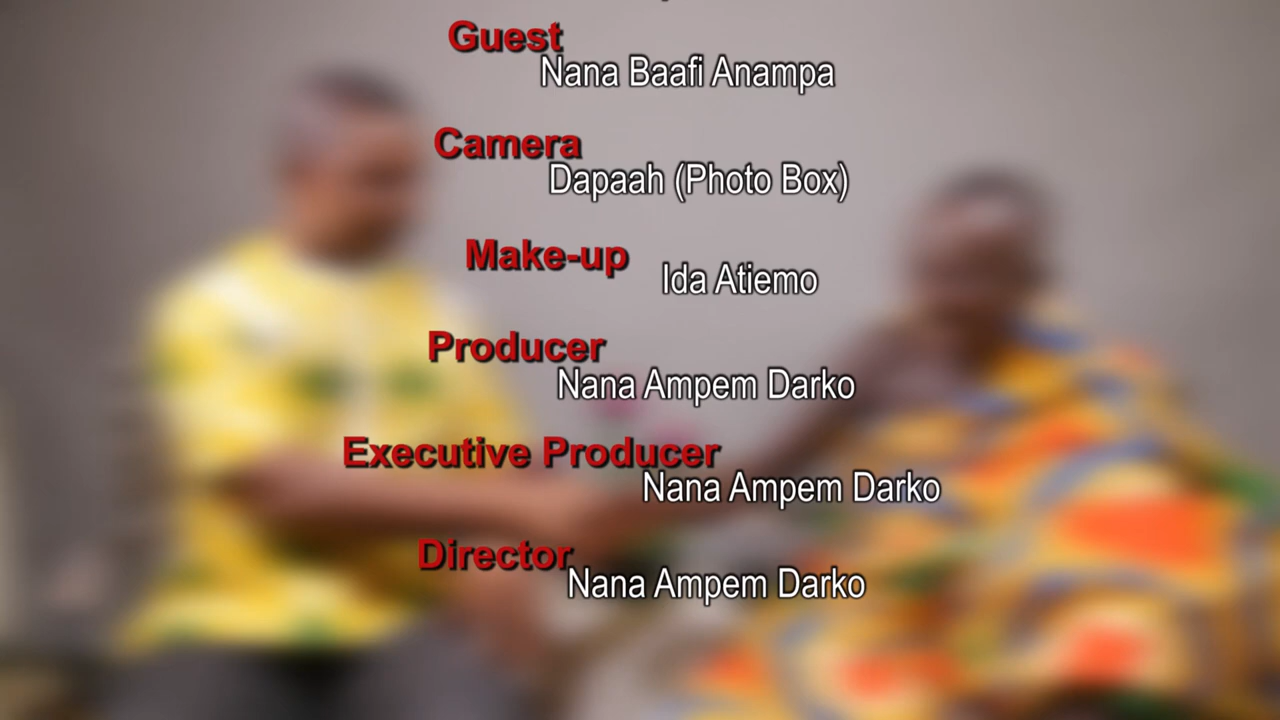 Guest
Nana Baafi Anampa
Camera
Dapaah (Photo Box)
Make-up
Ida Atiemo
Producer
Nana Ampem Darko
Executive Producer
Nana Ampem Darko
Director
Nana Ampem Darko